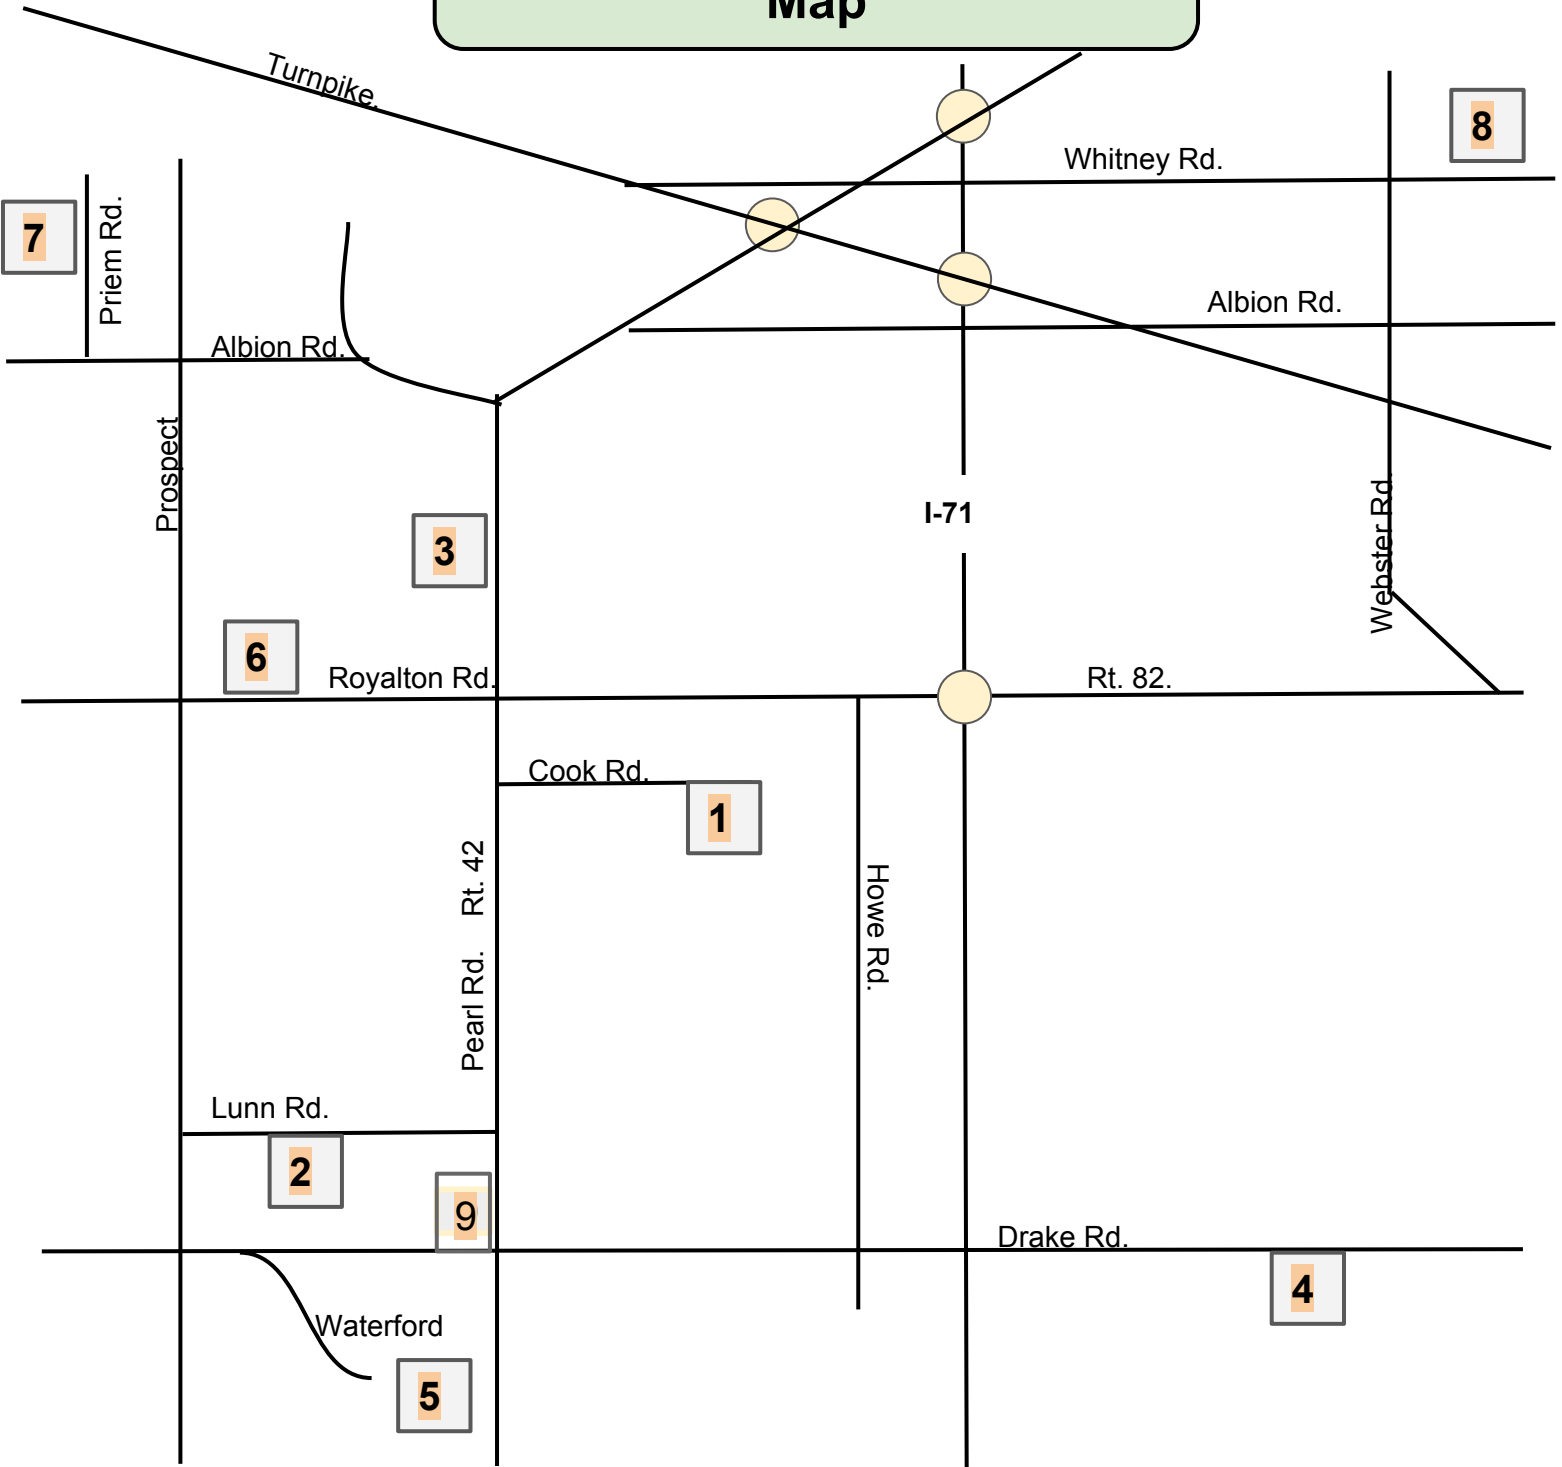 Map
Turnpike.
8
Whitney Rd.
7
Priem Rd.
Albion Rd.
Albion Rd.
Prospect
I-71
Webster Rd.
3
6
Royalton Rd.
Rt. 82.
Cook Rd.
1
Pearl Rd. Rt. 42
Howe Rd.
Lunn Rd.
2
9
Drake Rd.
4
Waterford
5